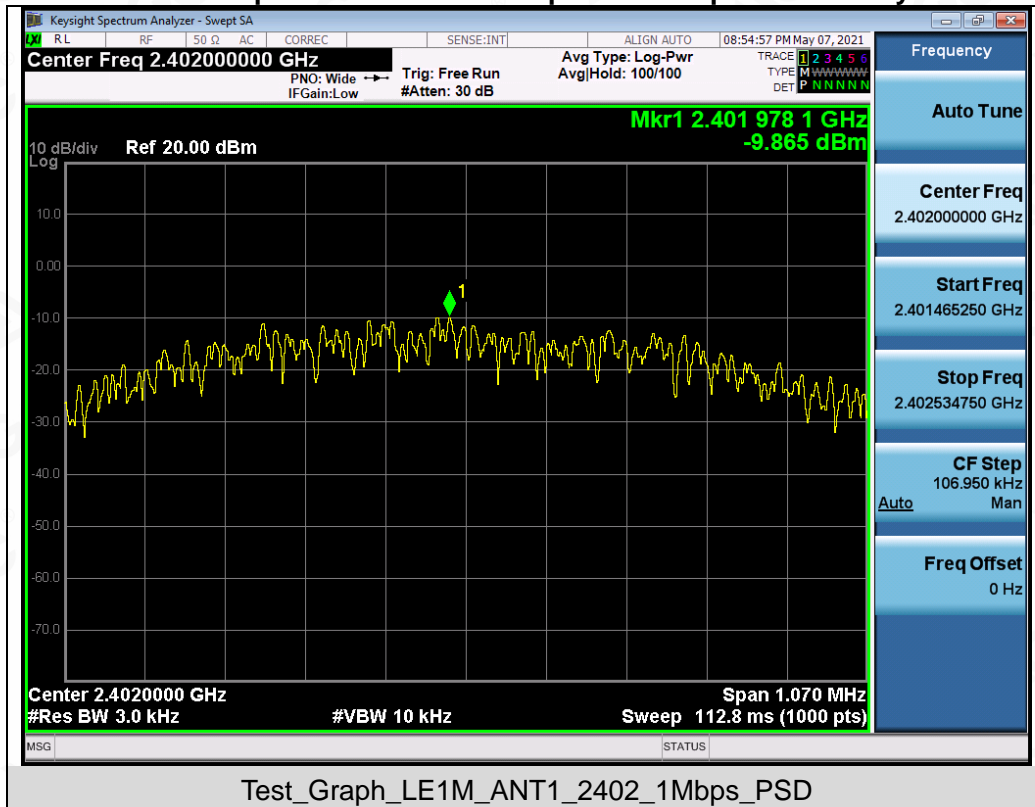 Keysight Spectrum Analyzer - Swept SA
LXI RL RF 50 Ω AC CORREC SENSE:INT ALIGN AUTO 08:54:57 PM May 07, 2021
Center Freq 2.402000000 GHz
PNO: Wide
IFGain:Low
Trig: Free Run
#Atten: 30 dB
Avg Type: Log-Pwr
Avg|Hold: 100/100
TRACE 1 2 3 4 5 6
TYPE M WWWWW
DET P N N N N N
Mkr1 2.401 978 1 GHz
-9.865 dBm
10 dB/div Ref 20.00 dBm
Log
10.0
0.00
-10.0
-20.0
-30.0
-40.0
-50.0
-60.0
-70.0
1
Center 2.4020000 GHz Span 1.070 MHz
#Res BW 3.0 kHz #VBW 10 kHz Sweep 112.8 ms (1000 pts)
MSG STATUS
Frequency
Auto Tune
Center Freq
2.402000000 GHz
Start Freq
2.401465250 GHz
Stop Freq
2.402534750 GHz
CF Step
106.950 kHz
Auto Man
Freq Offset
0 Hz
Test_Graph_LE1M_ANT1_2402_1Mbps_PSD